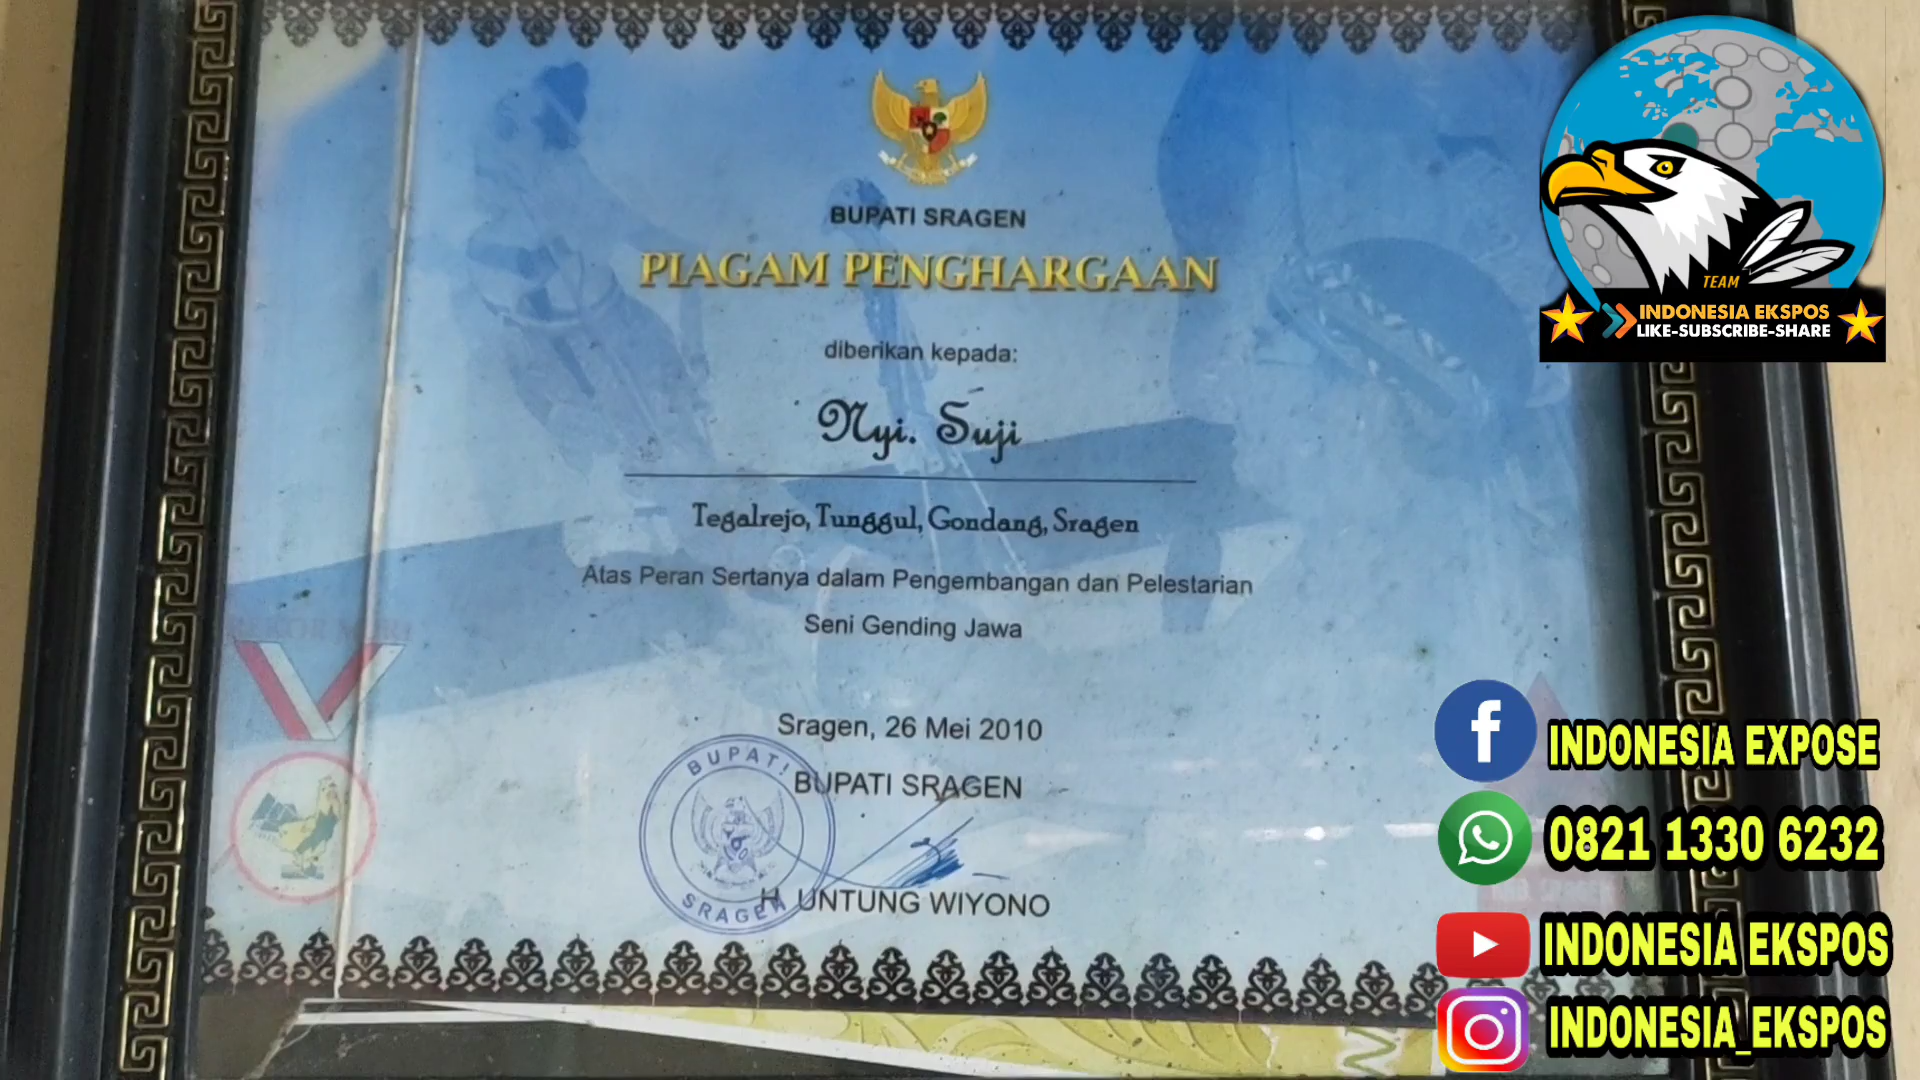 BUPATI SRAGEN
PIAGAM PENGHARGAAN
diberikan kepada:
Nyi. Suji
Tegalrejo, Tunggul, Gondang, Sragen
Atas Peran Sertanya dalam Pengembangan dan Pelestarian
Seni Gending Jawa
Sragen, 26 Mei 2010
BUPATI SRAGEN
BUPATI
SRAGEN
H. UNTUNG WIYONO
TEAM
INDONESIA EKSPOS
LIKE-SUBSCRIBE-SHARE
INDONESIA EXPOSE
0821 1330 6232
INDONESIA EKSPOS
INDONESIA_EKSPOS